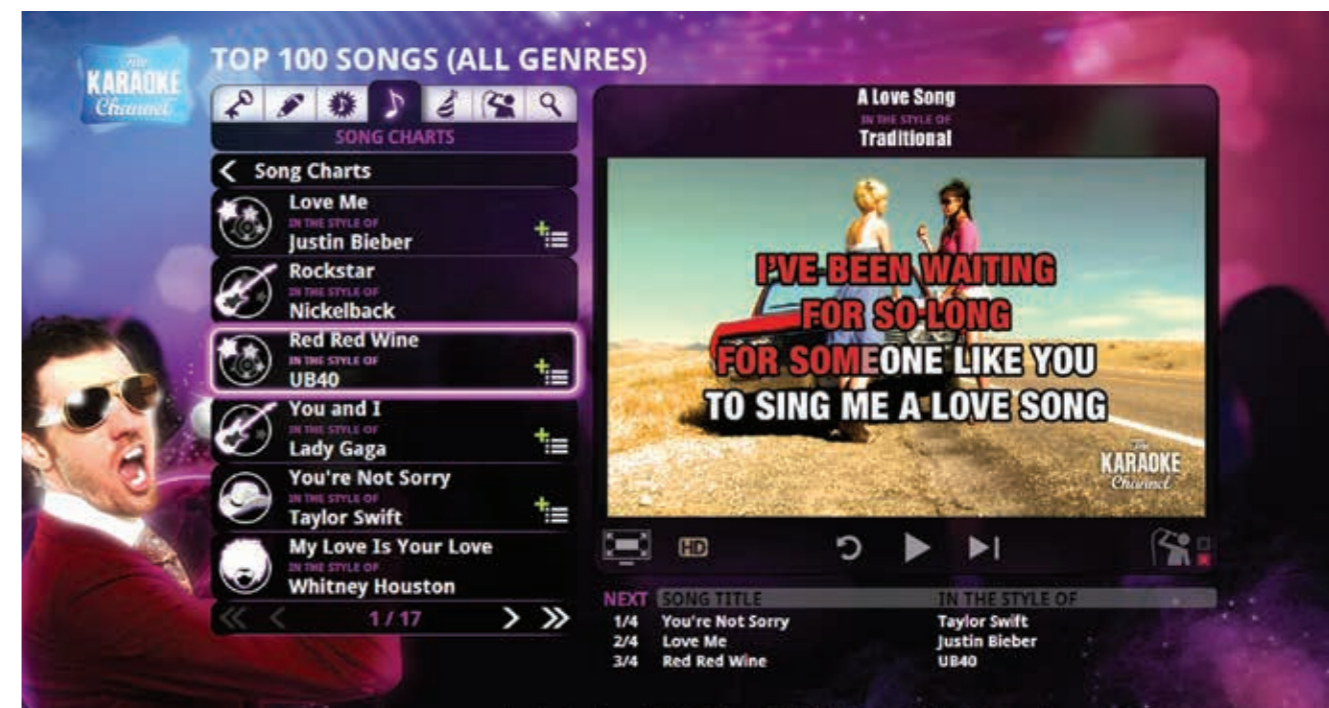 The
KARAOKE
Channel
TOP 100 SONGS (ALL GENRES)
SONG CHARTS
Song Charts
Love Me
IN THE STYLE OF
Justin Bieber
Rockstar
IN THE STYLE OF
Nickelback
Red Red Wine
IN THE STYLE OF
UB40
You and I
IN THE STYLE OF
Lady Gaga
You're Not Sorry
IN THE STYLE OF
Taylor Swift
My Love Is Your Love
IN THE STYLE OF
Whitney Houston
1 / 17
A Love Song
IN THE STYLE OF
Traditional
I'VE BEEN WAITING
FOR SO LONG
FOR SOMEONE LIKE YOU
TO SING ME A LOVE SONG
The
KARAOKE
Channel
HD
NEXT SONG TITLE IN THE STYLE OF
1/4 You're Not Sorry Taylor Swift
2/4 Love Me Justin Bieber
3/4 Red Red Wine UB40